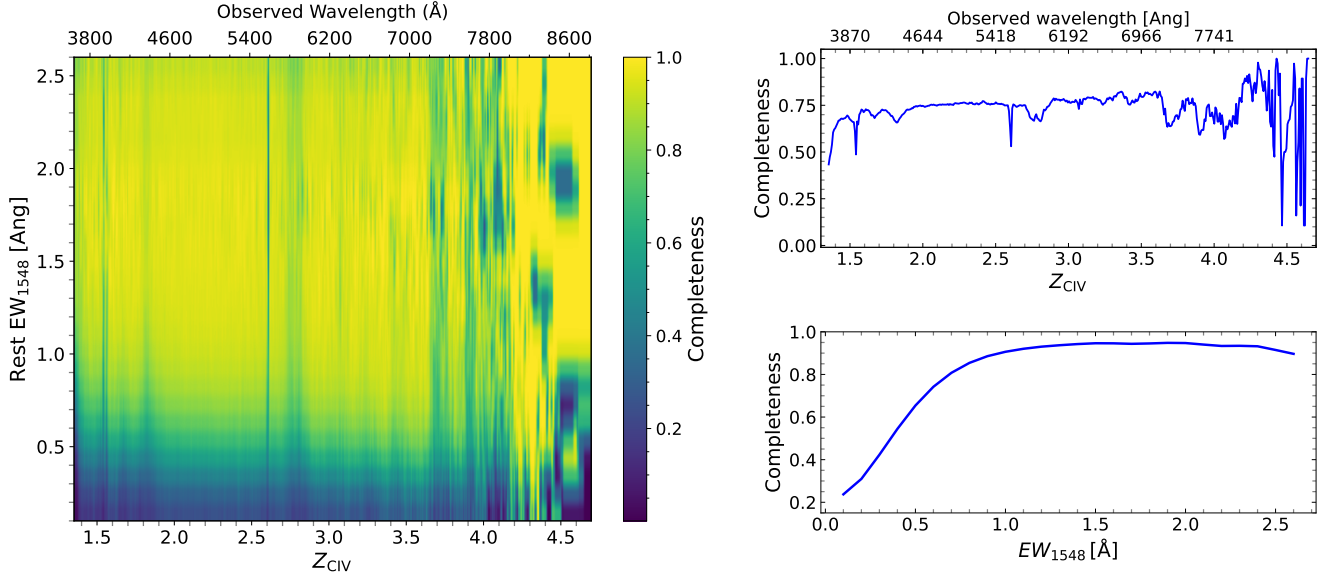 Observed Wavelength (Å)
3800 4600 5400 6200 7000 7800 8600
2.5
2.0
1.5
1.0
0.5
Rest EW1548 [Ang]
1.5 2.0 2.5 3.0 3.5 4.0 4.5
ZCIV
1.0
0.8
0.6
0.4
0.2
Completeness
Observed wavelength [Ang]
3870 4644 5418 6192 6966 7741
1.00
0.75
0.50
0.25
0.00
Completeness
1.5 2.0 2.5 3.0 3.5 4.0 4.5
ZCIV
1.0
0.8
0.6
0.4
0.2
Completeness
0.0 0.5 1.0 1.5 2.0 2.5
EW1548 [Å]